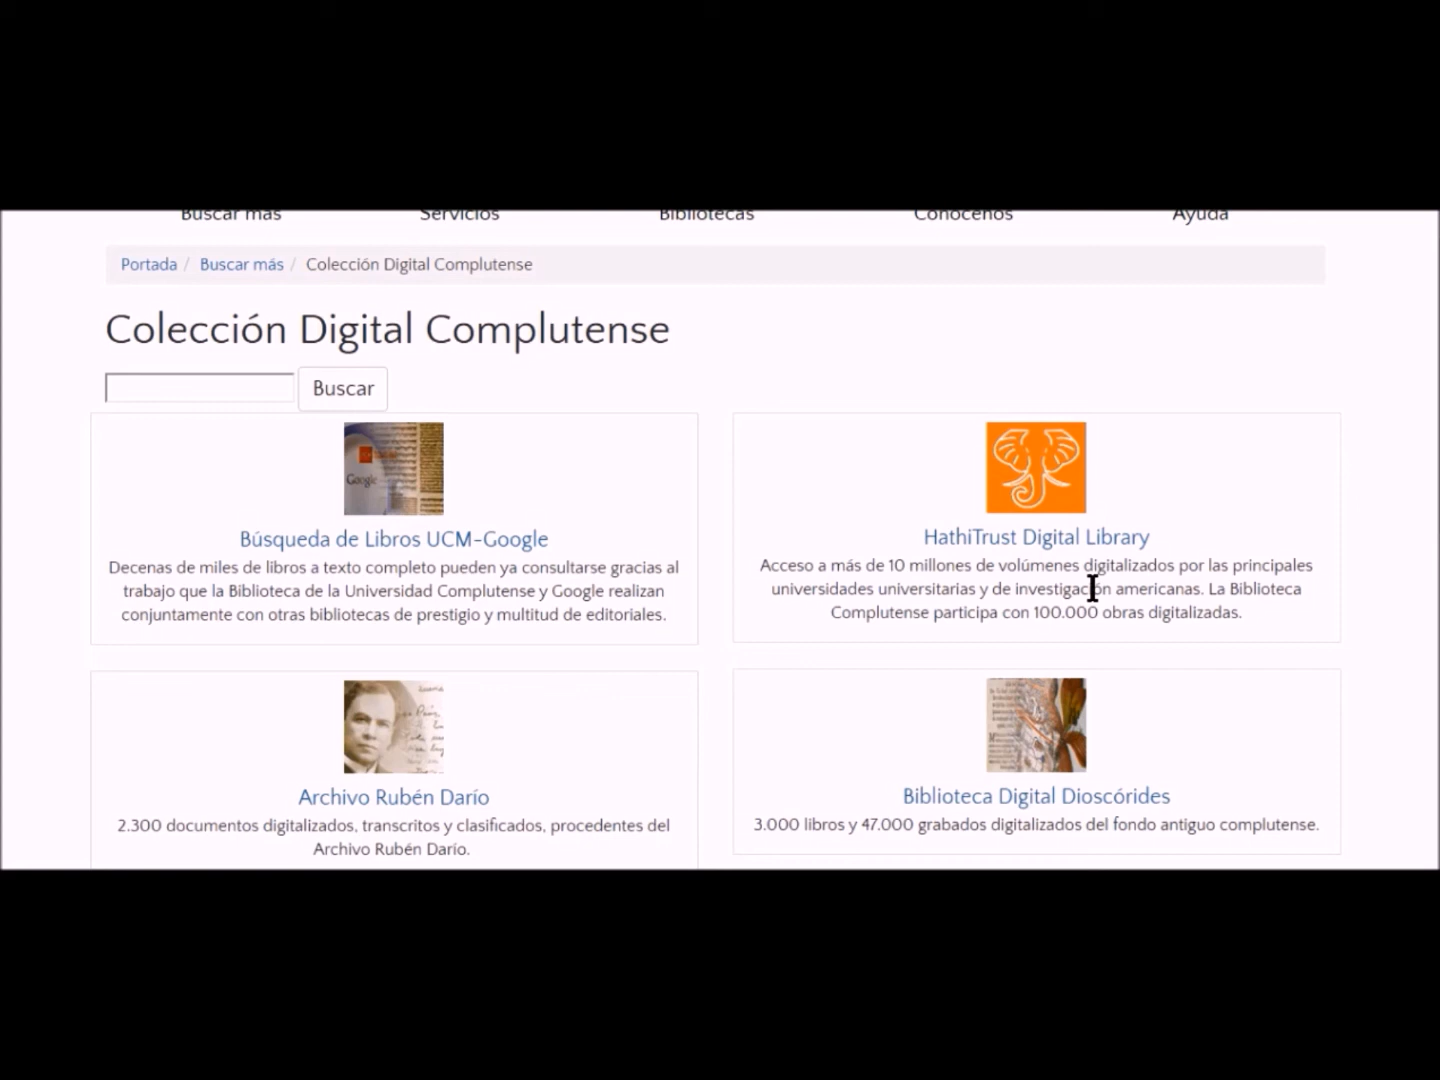 Buscar más Servicios Bibliotecas Conócenos Ayuda
Portada / Buscar más / Colección Digital Complutense
Colección Digital Complutense
Buscar
Google
Búsqueda de Libros UCM-Google
Decenas de miles de libros a texto completo pueden ya consultarse gracias al
trabajo que la Biblioteca de la Universidad Complutense y Google realizan
conjuntamente con otras bibliotecas de prestigio y multitud de editoriales.
HathiTrust Digital Library
Acceso a más de 10 millones de volúmenes digitalizados por las principales
universidades universitarias y de investigación americanas. La Biblioteca
Complutense participa con 100.000 obras digitalizadas.
Archivo Rubén Darío
2.300 documentos digitalizados, transcritos y clasificados, procedentes del
Archivo Rubén Darío.
Biblioteca Digital Dioscórides
3.000 libros y 47.000 grabados digitalizados del fondo antiguo complutense.